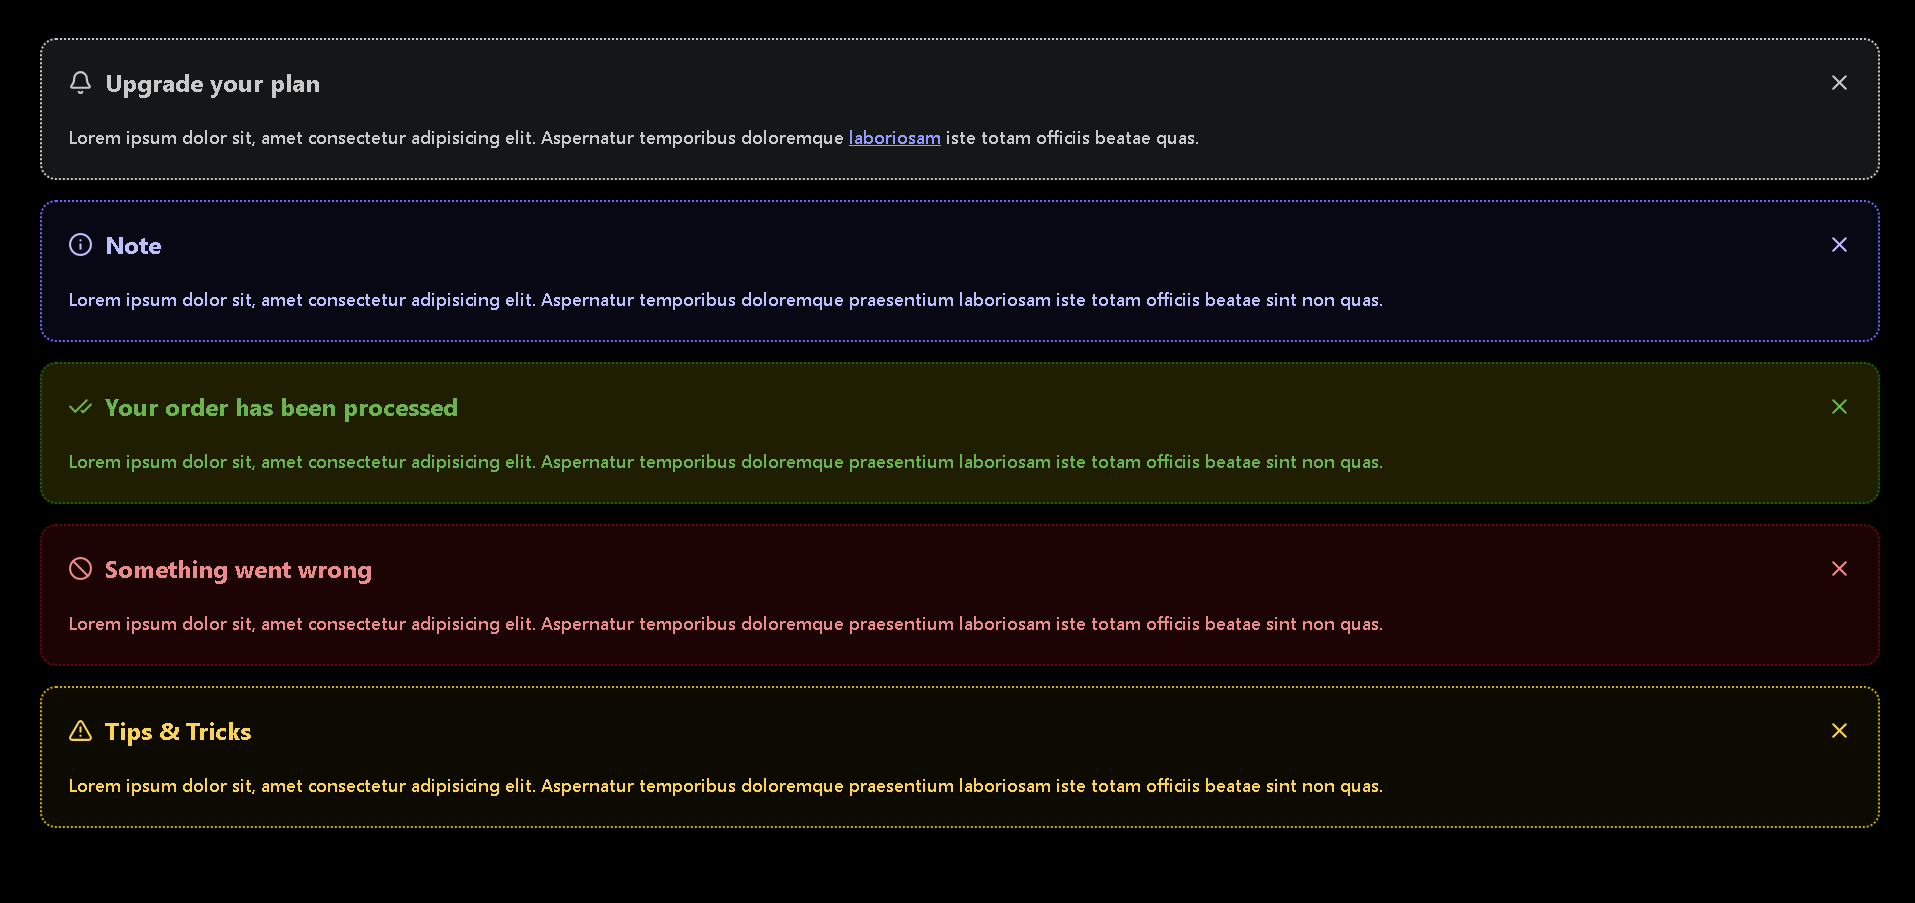 Upgrade your plan
Lorem ipsum dolor sit, amet consectetur adipisicing elit. Aspernatur temporibus doloremque laboriosam iste totam officiis beatae quas.
Note
Lorem ipsum dolor sit, amet consectetur adipisicing elit. Aspernatur temporibus doloremque praesentium laboriosam iste totam officiis beatae sint non quas.
Your order has been processed
Lorem ipsum dolor sit, amet consectetur adipisicing elit. Aspernatur temporibus doloremque praesentium laboriosam iste totam officiis beatae sint non quas.
Something went wrong
Lorem ipsum dolor sit, amet consectetur adipisicing elit. Aspernatur temporibus doloremque praesentium laboriosam iste totam officiis beatae sint non quas.
Tips & Tricks
Lorem ipsum dolor sit, amet consectetur adipisicing elit. Aspernatur temporibus doloremque praesentium laboriosam iste totam officiis beatae sint non quas.